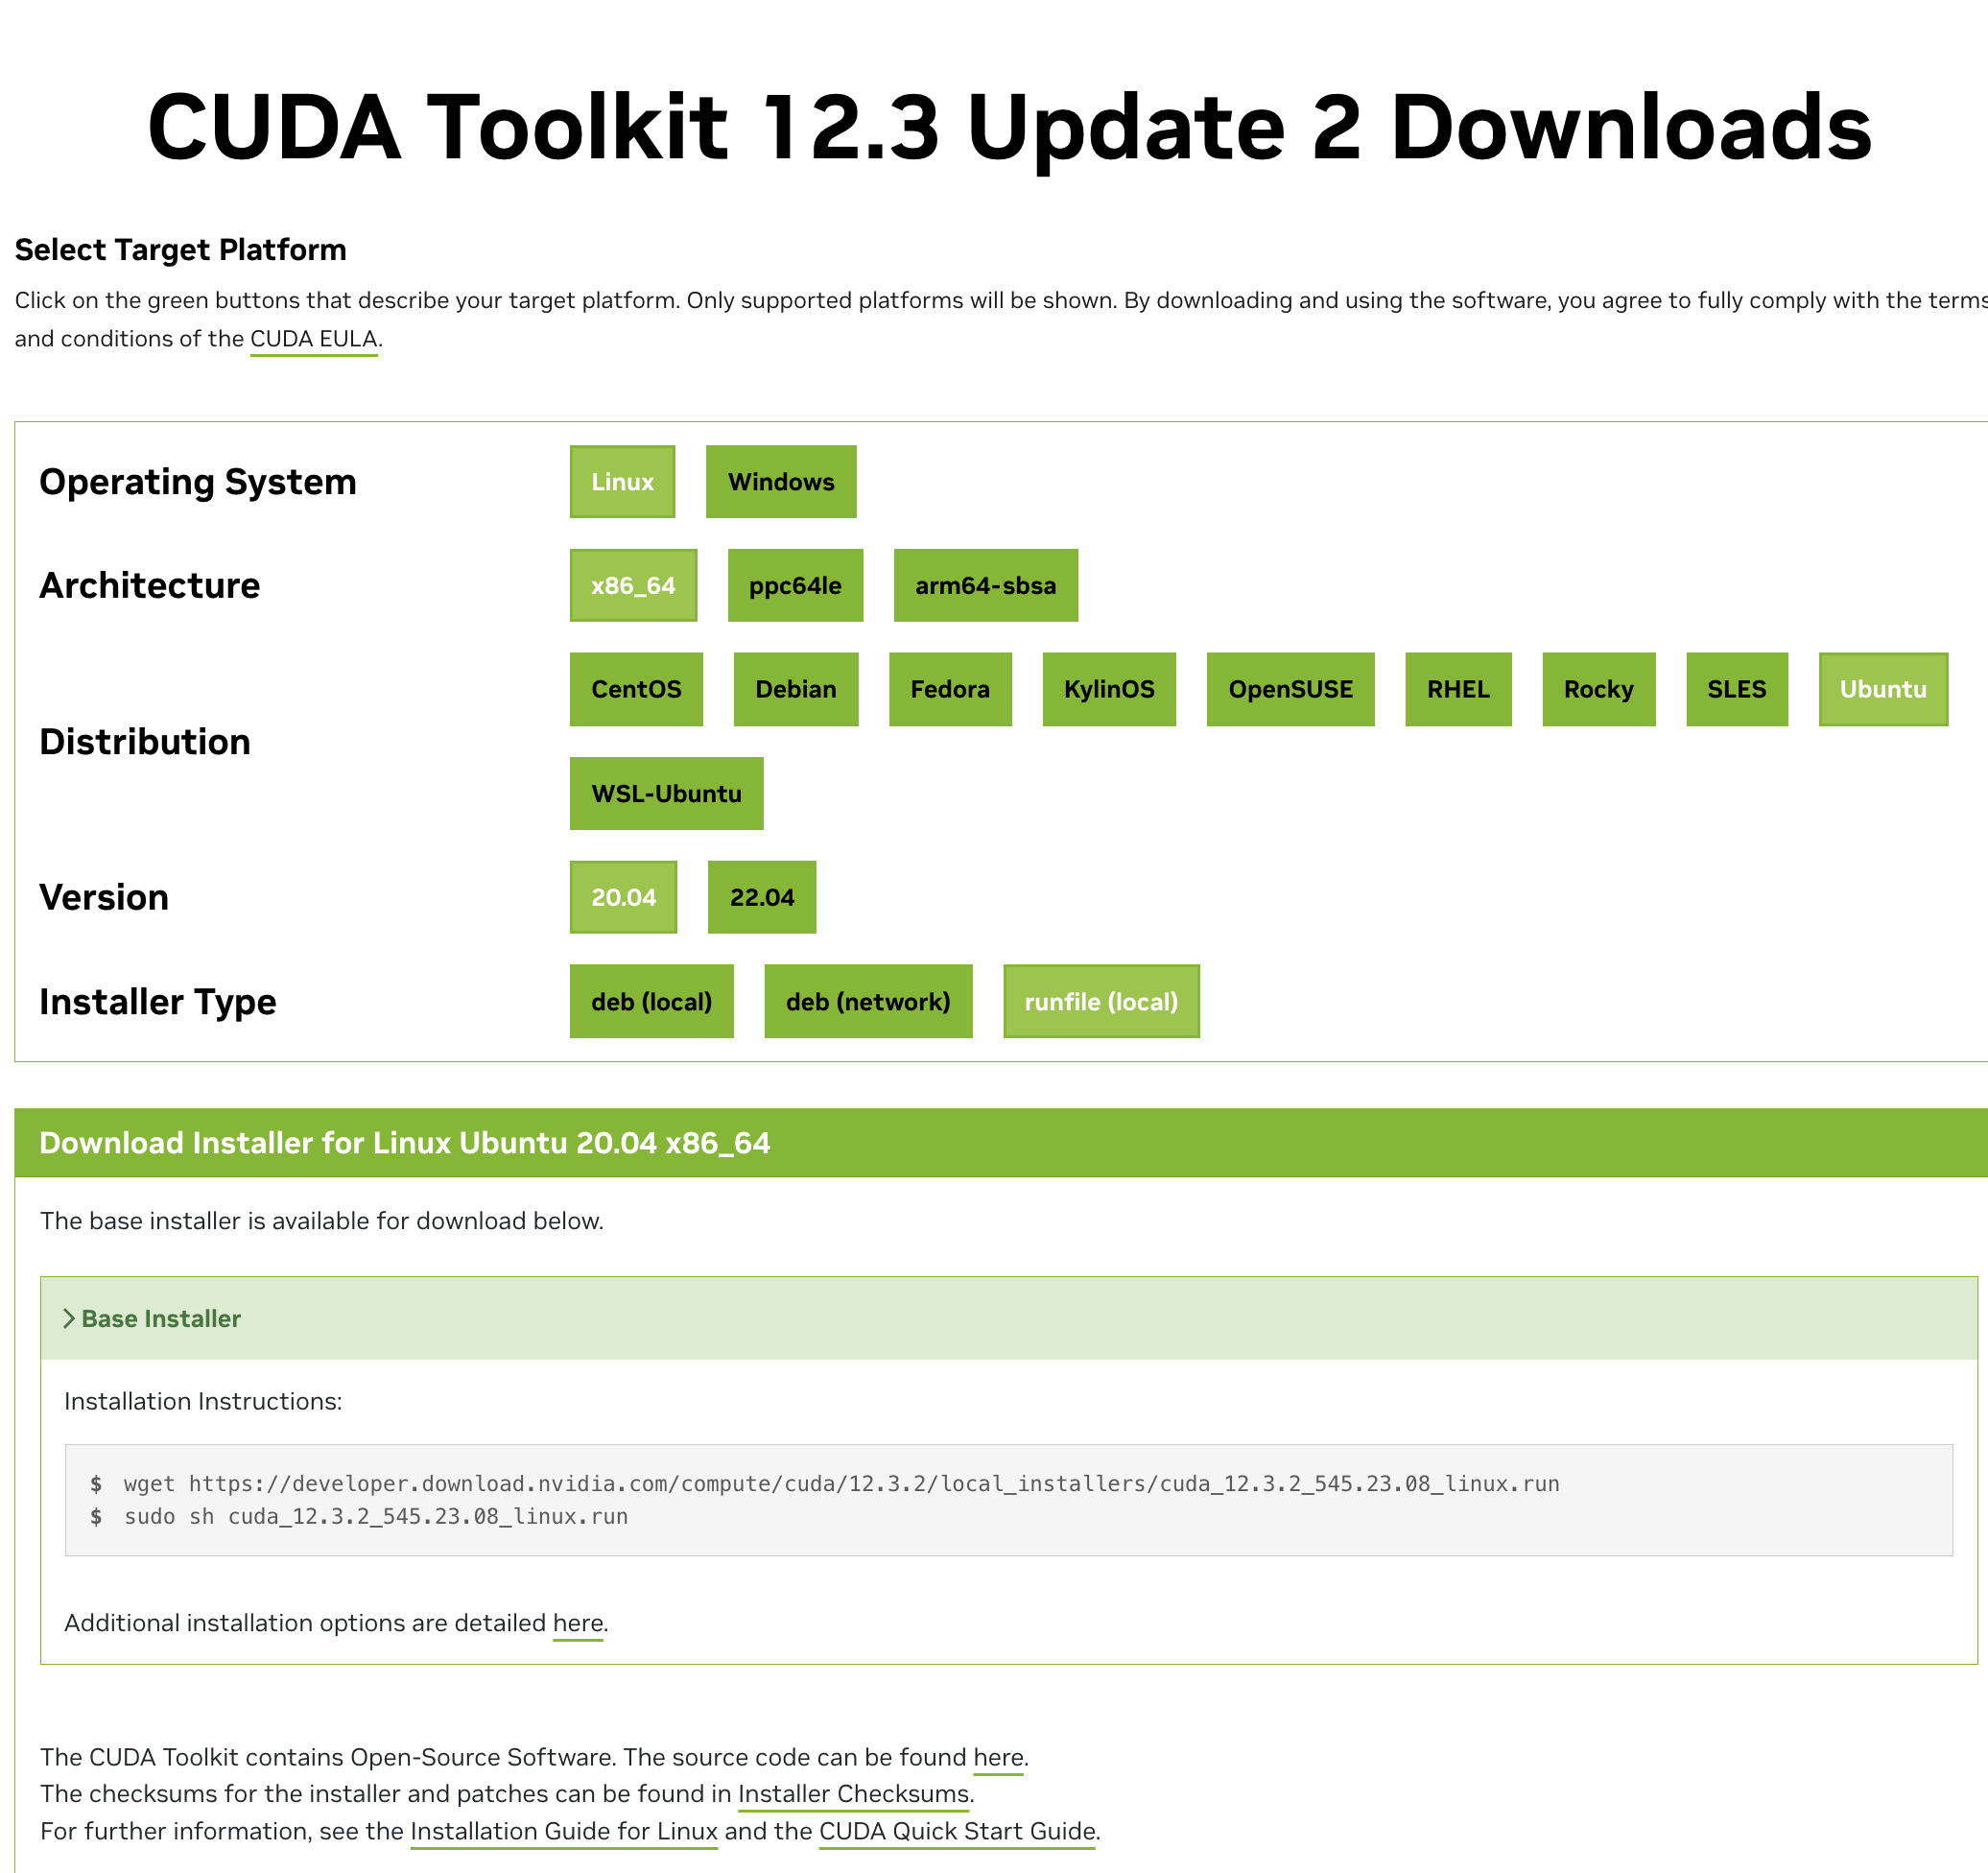 CUDA Toolkit 12.3 Update 2 Downloads
Select Target Platform
Click on the green buttons that describe your target platform. Only supported platforms will be shown. By downloading and using the software, you agree to fully comply with the terms
and conditions of the CUDA EULA.
Operating System
Linux Windows
Architecture
x86_64 ppc64le arm64-sbsa
Distribution
CentOS Debian Fedora KylinOS OpenSUSE RHEL Rocky SLES Ubuntu
WSL-Ubuntu
Version
20.04 22.04
Installer Type
deb (local) deb (network) runfile (local)
Download Installer for Linux Ubuntu 20.04 x86_64
The base installer is available for download below.
Base Installer
Installation Instructions:
$ wget https://developer.download.nvidia.com/compute/cuda/12.3.2/local_installers/cuda_12.3.2_545.23.08_linux.run
$ sudo sh cuda_12.3.2_545.23.08_linux.run
Additional installation options are detailed here.
The CUDA Toolkit contains Open-Source Software. The source code can be found here.
The checksums for the installer and patches can be found in Installer Checksums.
For further information, see the Installation Guide for Linux and the CUDA Quick Start Guide.